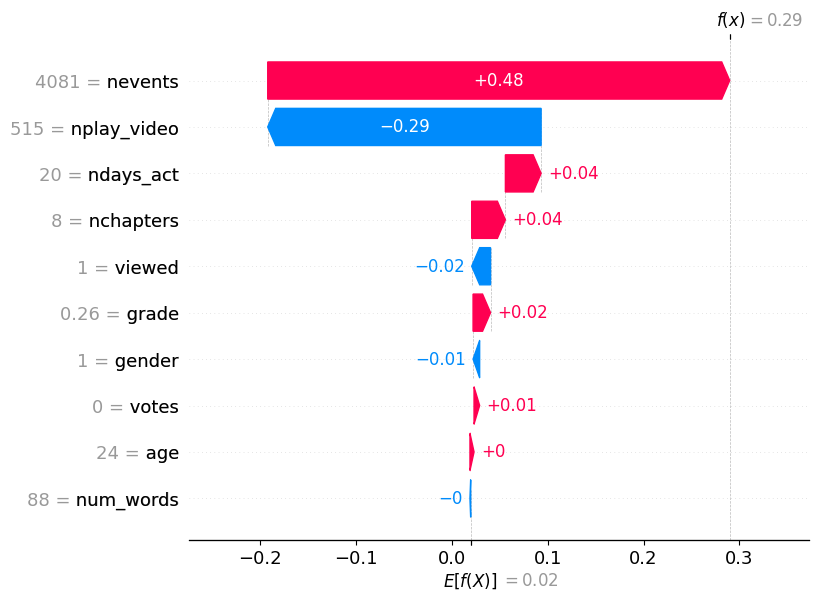 f(x) = 0.29
4081 = nevents +0.48
515 = nplay_video −0.29
20 = ndays_act +0.04
8 = nchapters +0.04
1 = viewed −0.02
0.26 = grade +0.02
1 = gender −0.01
0 = votes +0.01
24 = age +0
88 = num_words −0
−0.2 −0.1 0.0 0.1 0.2 0.3
E[f(X)] = 0.02